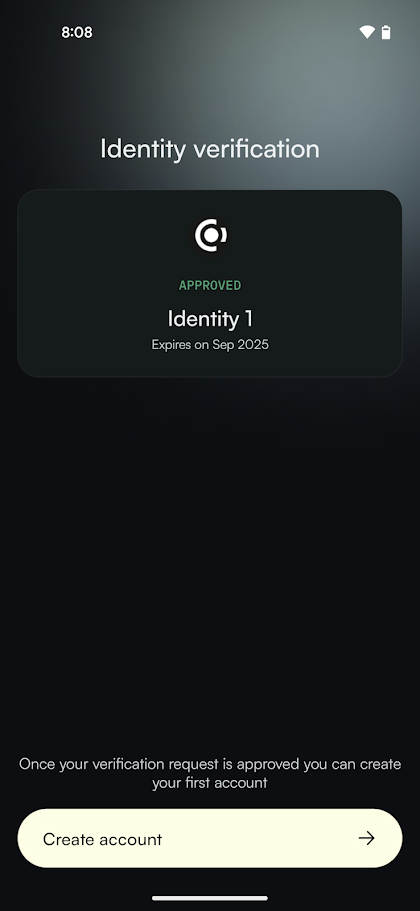 8:08
Identity verification
APPROVED
Identity 1
Expires on Sep 2025
Once your verification request is approved you can create
your first account
Create account